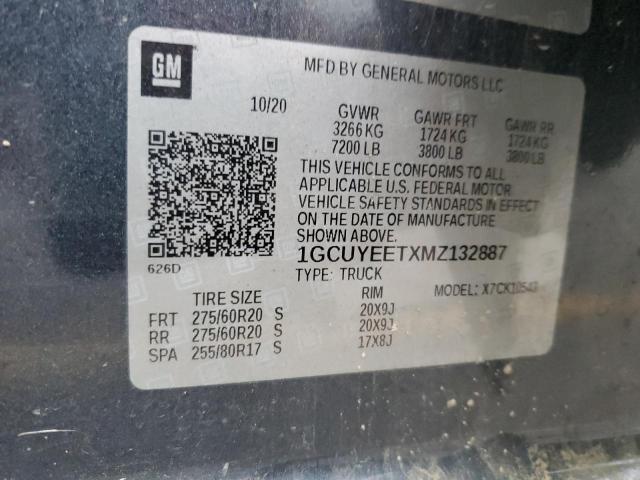 GM
MFD BY GENERAL MOTORS LLC
10/20 GVWR GAWR FRT GAWR RR
3266 KG 1724 KG 1724 KG
7200 LB 3800 LB 3800 LB
THIS VEHICLE CONFORMS TO ALL
APPLICABLE U.S. FEDERAL MOTOR
VEHICLE SAFETY STANDARDS IN EFFECT
ON THE DATE OF MANUFACTURE
SHOWN ABOVE.
1GCUYEETXMZ132887
626D
TYPE: TRUCK MODEL: X7CK10543
TIRE SIZE RIM
FRT 275/60R20 S 20X9J
RR 275/60R20 S 20X9J
SPA 255/80R17 S 17X8J